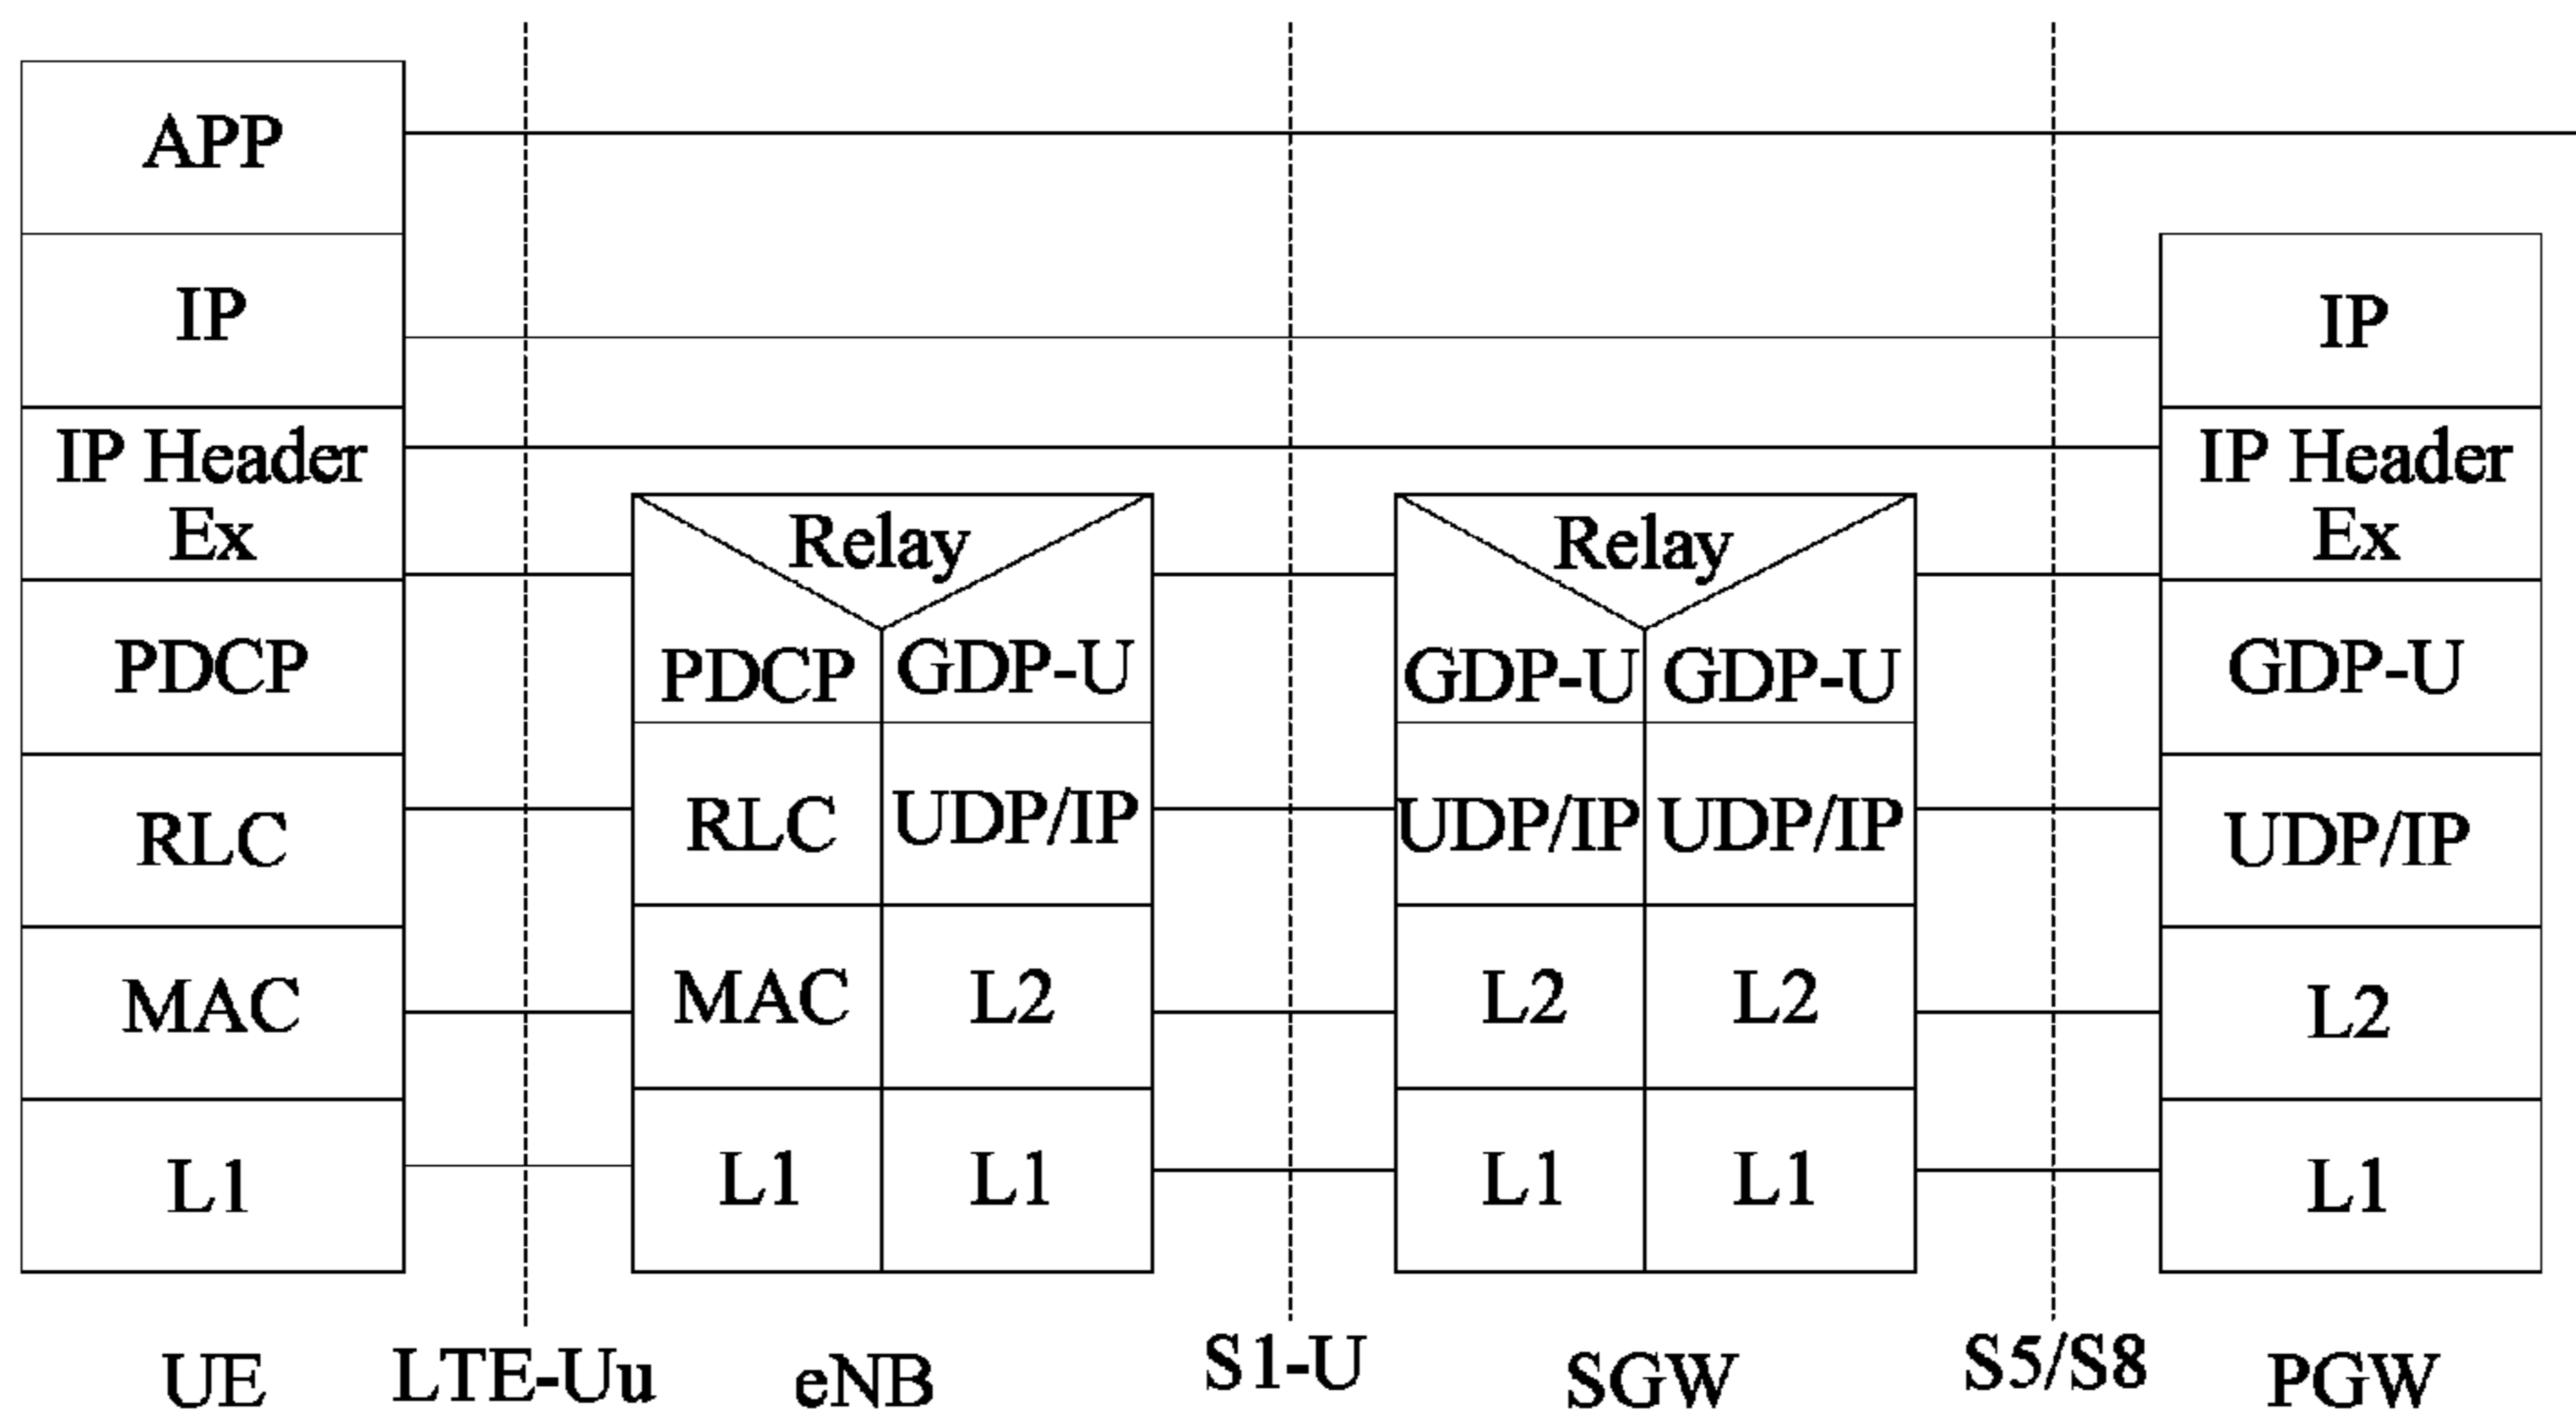 APP
IP
IP Header
Ex
PDCP
RLC
MAC
L1
UE
LTE-Uu
Relay
PDCP
GDP-U
RLC
UDP/IP
MAC
L2
L1
L1
eNB
S1-U
Relay
GDP-U
GDP-U
UDP/IP
UDP/IP
L2
L2
L1
L1
SGW
S5/S8
IP
IP Header
Ex
GDP-U
UDP/IP
L2
L1
PGW